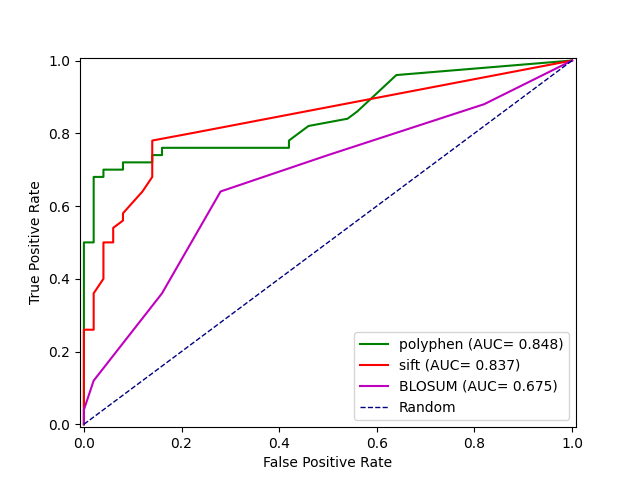 1.0
0.8
0.6
0.4
0.2
0.0
True Positive Rate
0.0 0.2 0.4 0.6 0.8 1.0
False Positive Rate
polyphen (AUC= 0.848)
sift (AUC= 0.837)
BLOSUM (AUC= 0.675)
Random